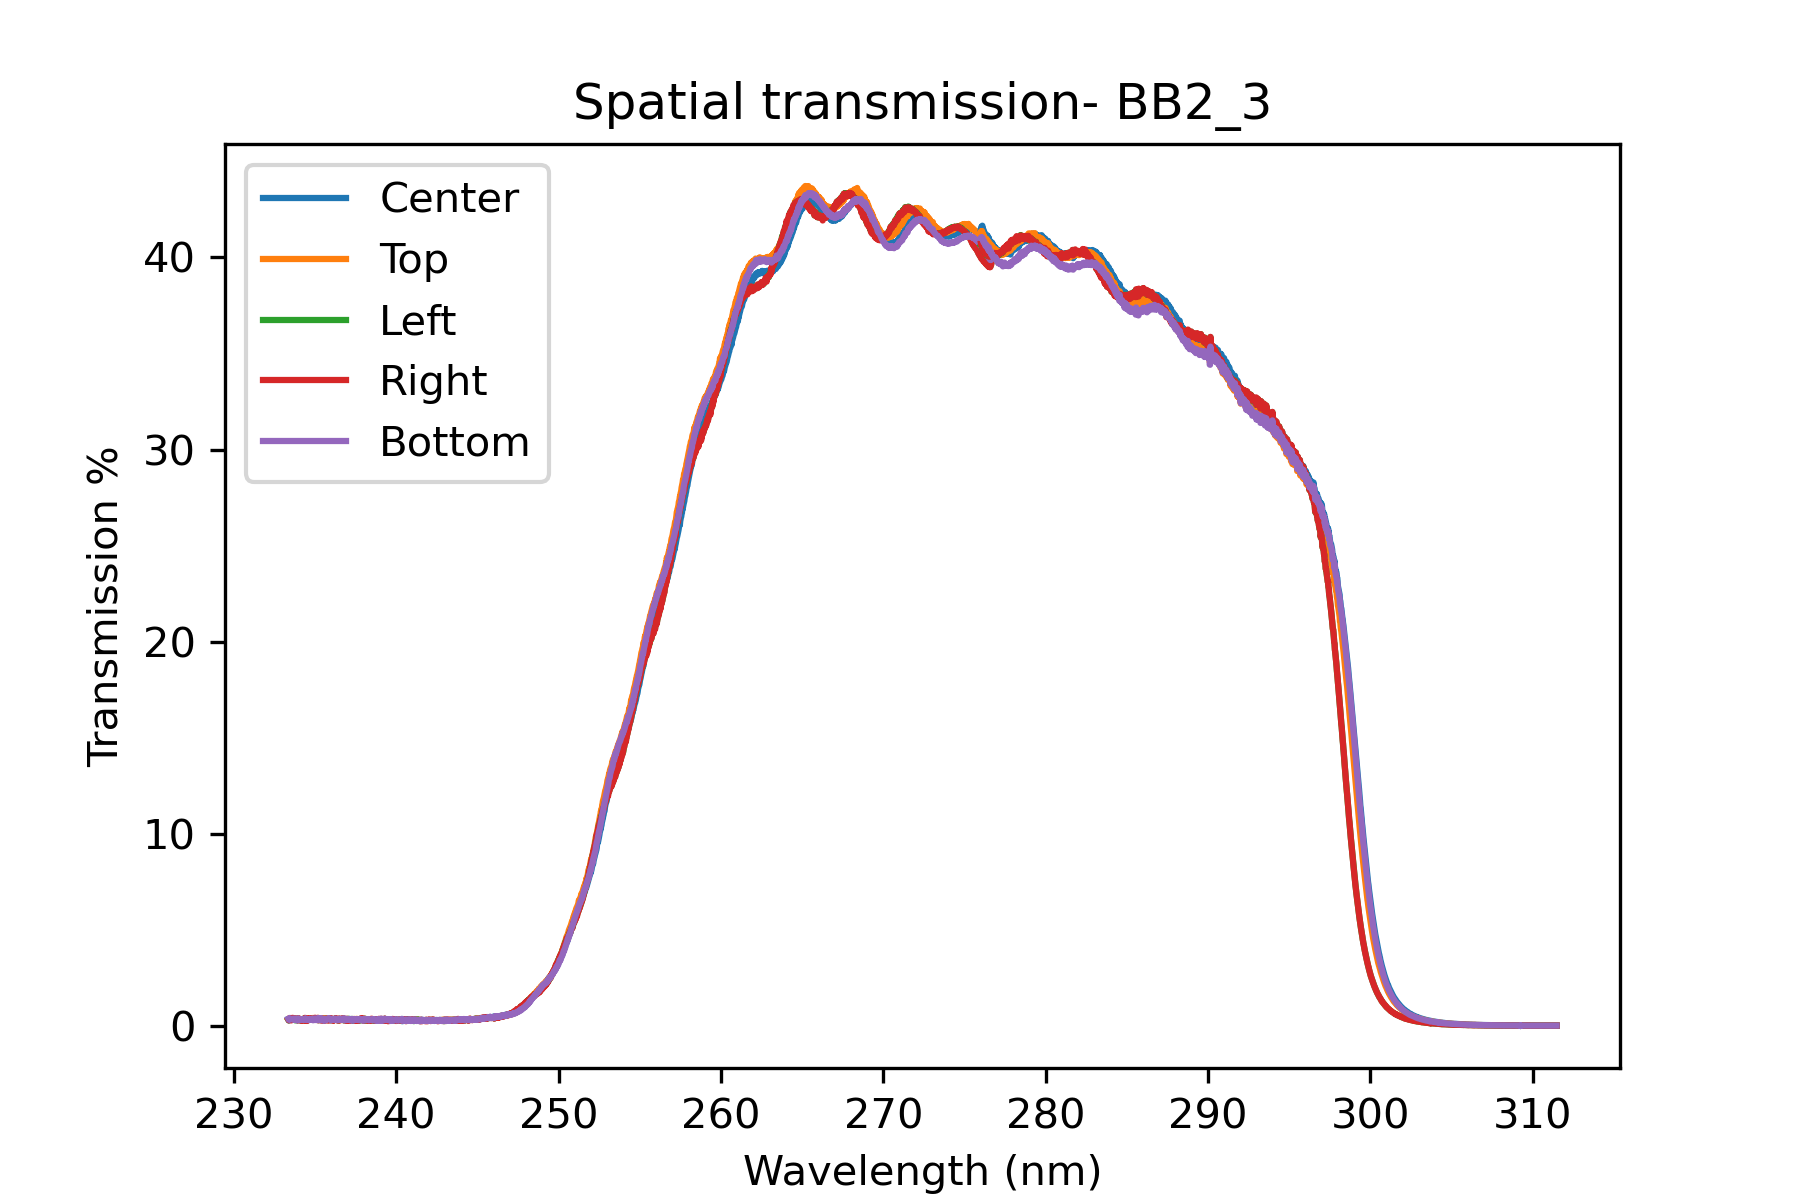 Spatial transmission- BB2_3
Center
Top
Left
Right
Bottom
Transmission %
40
30
20
10
0
230 240 250 260 270 280 290 300 310
Wavelength (nm)